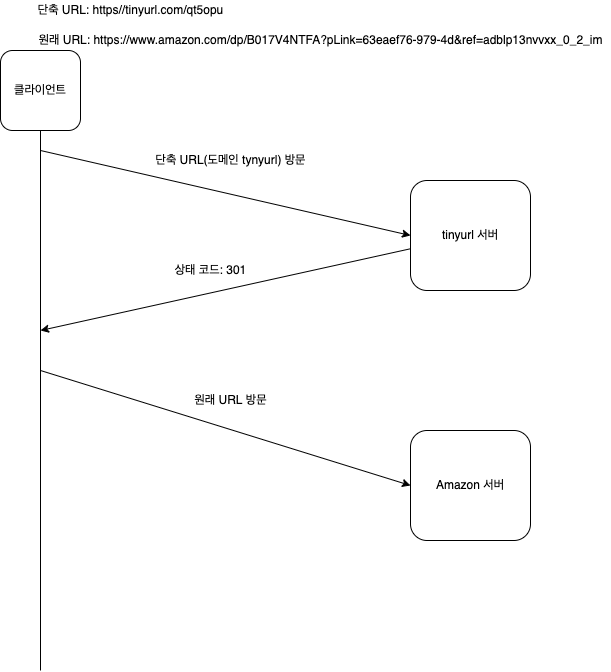 단축 URL: https//tinyurl.com/qt5opu
원래 URL: https://www.amazon.com/dp/B017V4NTFA?pLink=63eaef76-979-4d&ref=adblp13nvvxx_0_2_im
클라이언트
단축 URL(도메인 tynyurl) 방문
tinyurl 서버
상태 코드: 301
원래 URL 방문
Amazon 서버